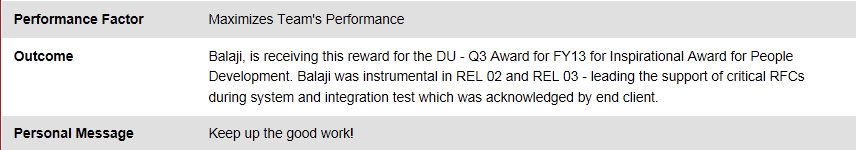 Performance Factor Maximizes Team's Performance
Outcome Balaji, is receiving this reward for the DU - Q3 Award for FY13 for Inspirational Award for People
Development. Balaji was instrumental in REL 02 and REL 03 - leading the support of critical RFCs
during system and integration test which was acknowledged by end client.
Personal Message Keep up the good work!